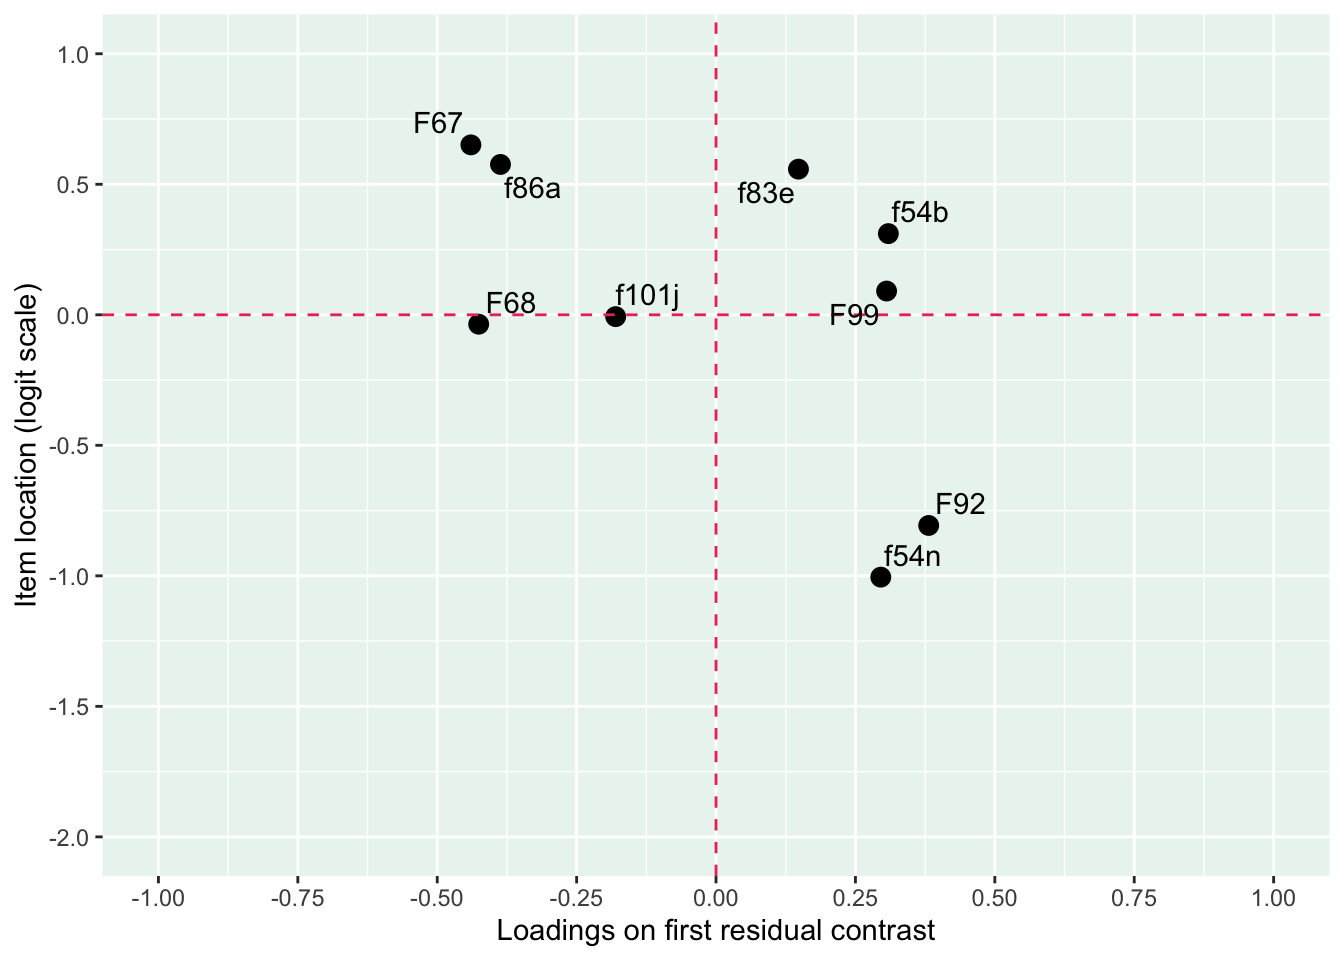 1.0
0.5
0.0
-0.5
-1.0
-1.5
-2.0
Item location (logit scale)
F67
f86a
f83e
f54b
F99
F68
f101j
F92
f54n
-1.00 -0.75 -0.50 -0.25 0.00 0.25 0.50 0.75 1.00
Loadings on first residual contrast